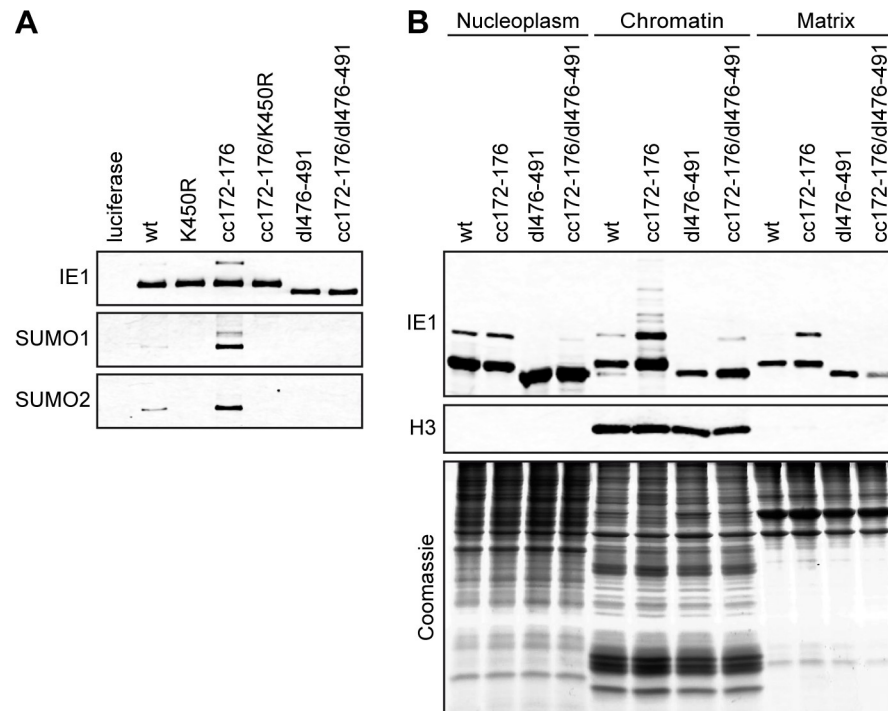 A
luciferase
wt
K450R
cc172-176
cc172-176/K450R
dl476-491
cc172-176/dl476-491
IE1
SUMO1
SUMO2
B
Nucleoplasm
Chromatin
Matrix
wt
cc172-176
dl476-491
cc172-176/dl476-491
wt
cc172-176
dl476-491
cc172-176/dl476-491
wt
cc172-176
dl476-491
cc172-176/dl476-491
IE1
H3
Coomassie